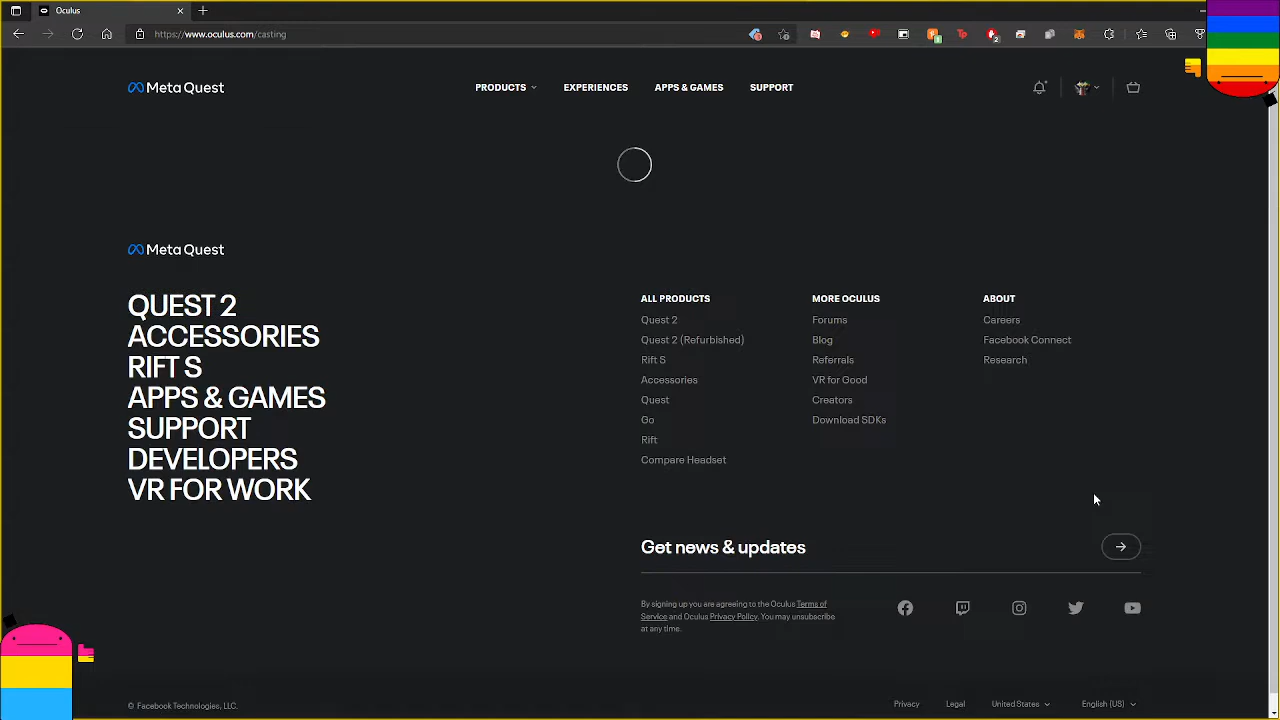 Oculus
https://www.oculus.com/casting
2
Meta Quest
PRODUCTS
EXPERIENCES
APPS & GAMES
SUPPORT
Meta Quest
QUEST 2
ACCESSORIES
RIFT S
APPS & GAMES
SUPPORT
DEVELOPERS
VR FOR WORK
ALL PRODUCTS
Quest 2
Quest 2 (Refurbished)
Rift S
Accessories
Quest
Go
Rift
Compare Headset
MORE OCULUS
Forums
Blog
Referrals
VR for Good
Creators
Download SDKs
ABOUT
Careers
Facebook Connect
Research
Get news & updates
By signing up you are agreeing to the Oculus Terms of
Service and Oculus Privacy Policy. You may unsubscribe
at any time.
© Facebook Technologies, LLC.
Privacy
Legal
United States
English (US)